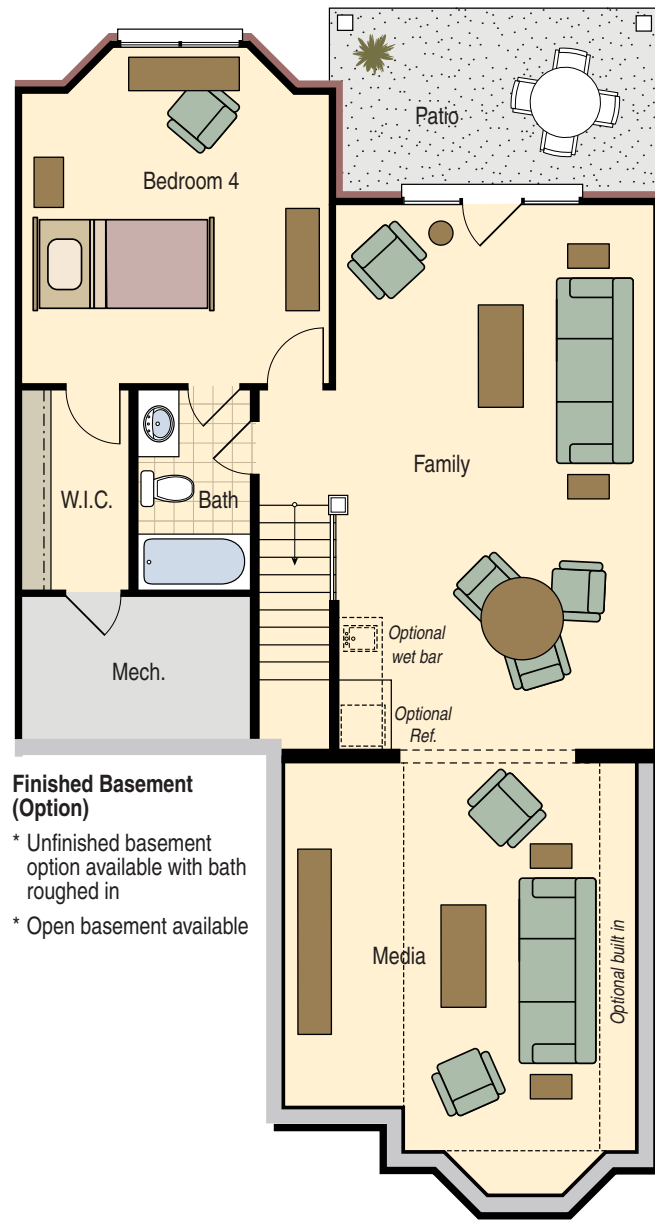 Patio
Bedroom 4
Family
W.I.C.
Bath
Optional
wet bar
Mech.
Optional
Ref.
Finished Basement
(Option)
* Unfinished basement
option available with bath
roughed in
* Open basement available
Media
Optional built in